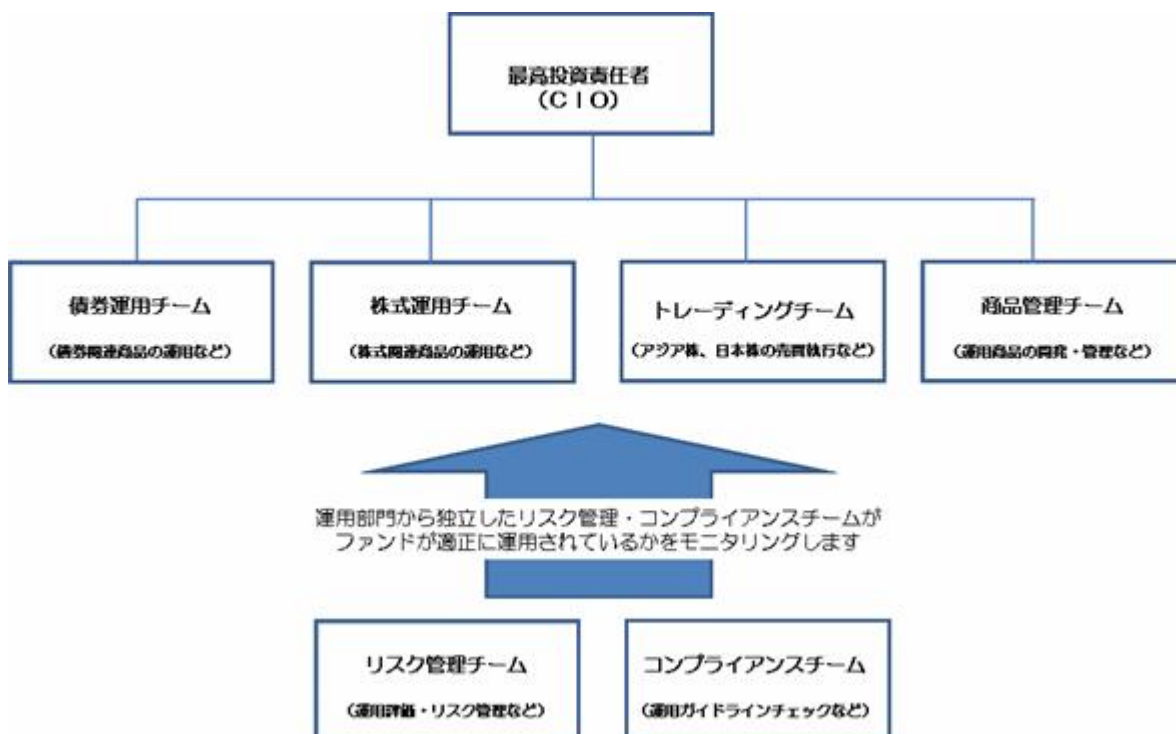 最高投資責任者
(CIO)
債券運用チーム
(債券関連商品の運用など)
株式運用チーム
(株式関連商品の運用など)
トレーディングチーム
(アジア株、日本株の売買執行など)
商品管理チーム
(運用商品の開発・管理など)
運用部門から独立したリスク管理・コンプライアンスチームが
ファンドが適正に運用されているかをモニタリングします
リスク管理チーム
(運用評価・リスク管理など)
コンプライアンスチーム
(運用ガイドラインチェックなど)